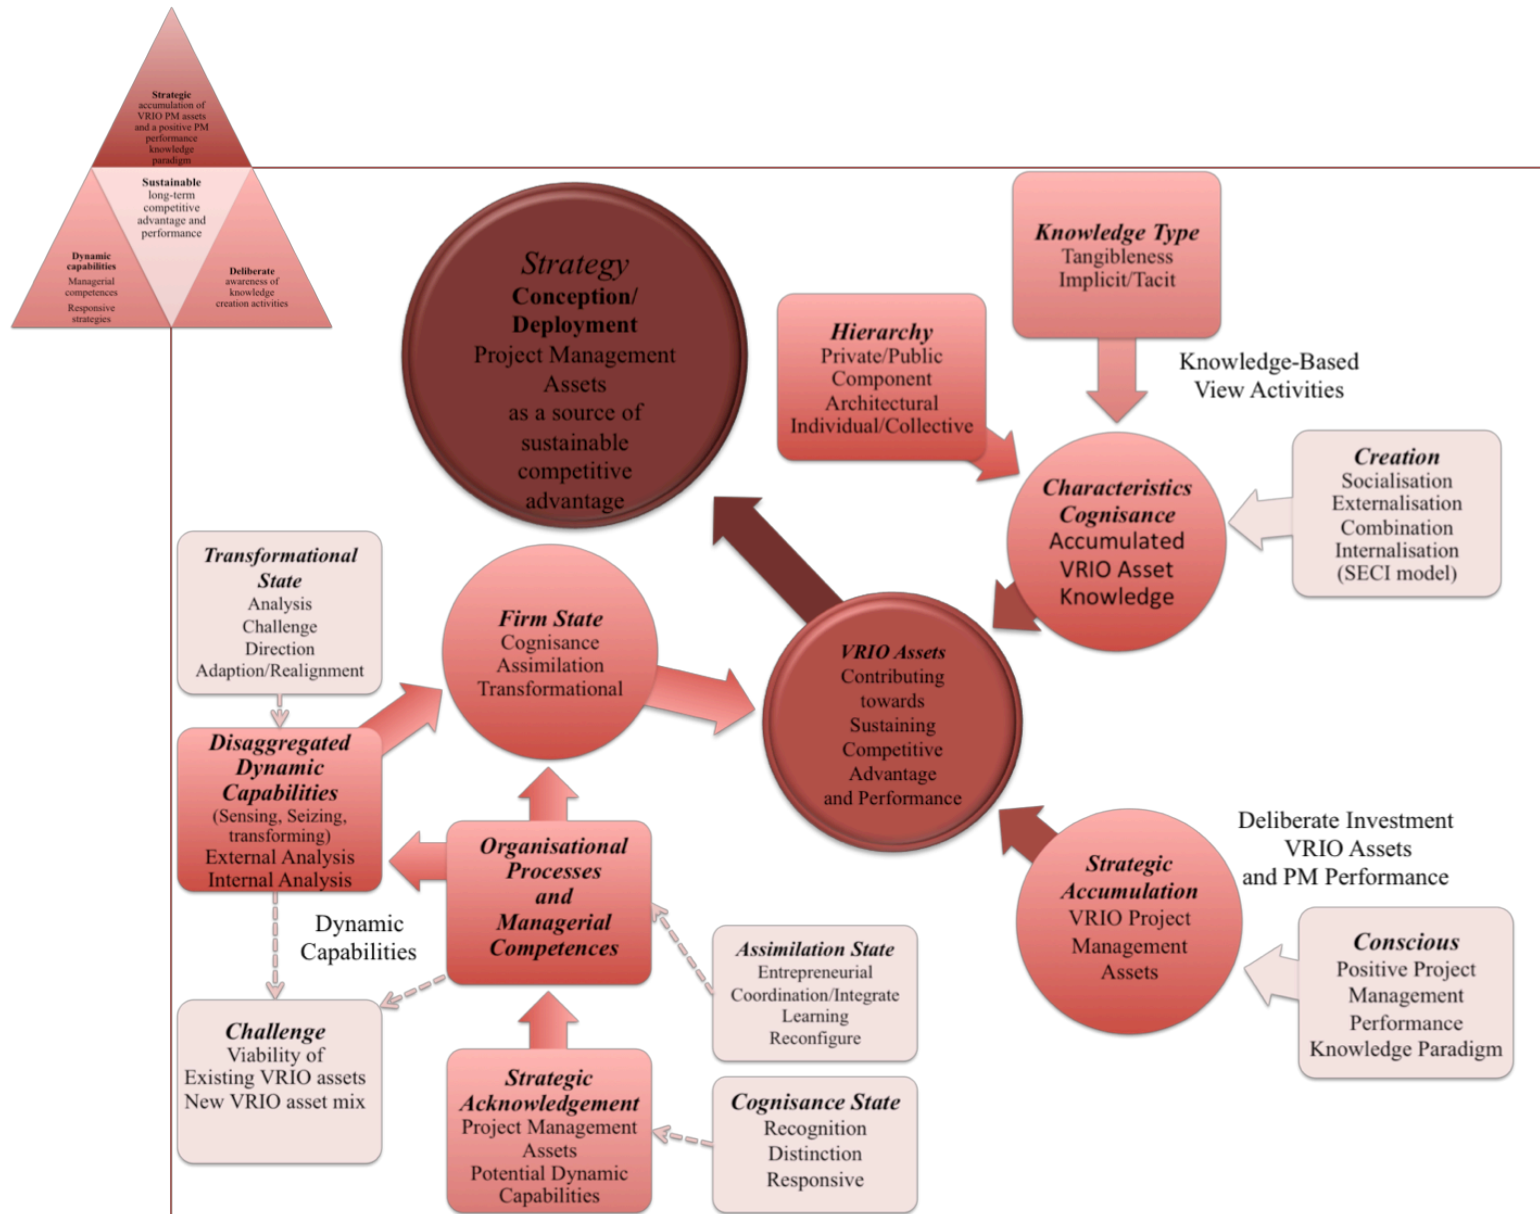 Strategic
accumulation of
VRIO PM assets
and a positive PM
performance
knowledge
paradigm
Sustainable
long-term
competitive
advantage and
performance
Dynamic
capabilities
Managerial
competences
Responsive
strategies
Deliberate
awareness of
knowledge
creation activities
Strategy
Conception/
Deployment
Project Management
Assets
as a source of
sustainable
competitive
advantage
Knowledge Type
Tangibleness
Implicit/Tacit
Hierarchy
Private/Public
Component
Architectural
Individual/Collective
Knowledge-Based
View Activities
Creation
Socialisation
Externalisation
Combination
Internalisation
(SECI model)
Characteristics
Cognisance
Accumulated
VRIO Asset
Knowledge
Transformational
State
Analysis
Challenge
Direction
Adaption/Realignment
Firm State
Cognisance
Assimilation
Transformational
VRIO Assets
Contributing
towards
Sustaining
Competitive
Advantage
and Performance
Disaggregated
Dynamic
Capabilities
(Sensing, Seizing,
transforming)
External Analysis
Internal Analysis
Organisational
Processes
and
Managerial
Competences
Dynamic
Capabilities
Deliberate Investment
VRIO Assets
and PM Performance
Strategic
Accumulation
VRIO Project
Management
Assets
Conscious
Positive Project
Management
Performance
Knowledge Paradigm
Assimilation State
Entrepreneurial
Coordination/Integrate
Learning
Reconfigure
Challenge
Viability of
Existing VRIO assets
New VRIO asset mix
Strategic
Acknowledgement
Project Management
Assets
Potential Dynamic
Capabilities
Cognisance State
Recognition
Distinction
Responsive